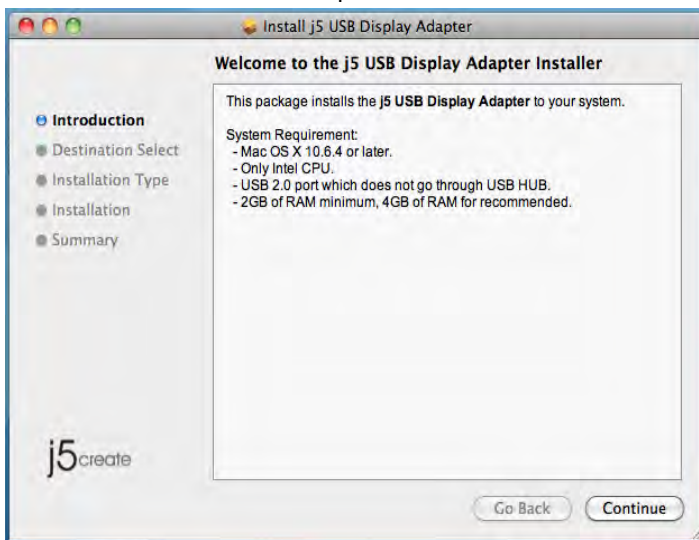 Install j5 USB Display Adapter
Welcome to the j5 USB Display Adapter Installer
Introduction
Destination Select
Installation Type
Installation
Summary
This package installs the j5 USB Display Adapter to your system.
System Requirement:
- Mac OS X 10.6.4 or later.
- Only Intel CPU.
- USB 2.0 port which does not go through USB HUB.
- 2GB of RAM minimum, 4GB of RAM for recommended.
j5create
Go Back
Continue